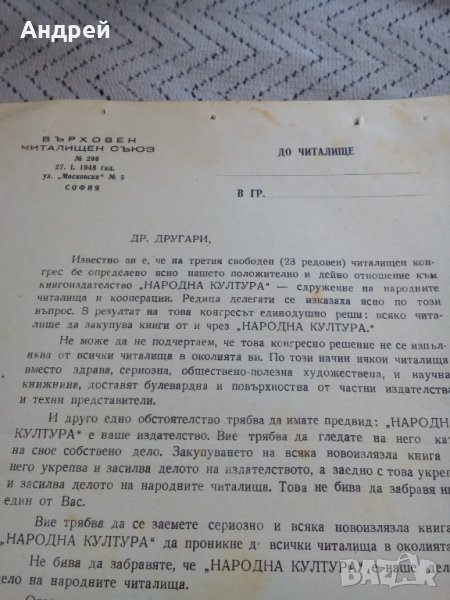 Андрей
ВЪРХОВЕН
ЧИТАЛИЩЕН СЪЮЗ
№ 296
27. I. 1948 год.
ул. „Московска" № 5
СОФИЯ
ДО ЧИТАЛИЩЕ
В ГР.
ДР. ДРУГАРИ,
Известно ви е, че на третия свободен (23 редовен) читалищен кон-
грес бе определено ясно нашето положително и дейво отношение към
книгоиздателство „НАРОДНА КУЛТУРА" — сдружение на народните
читалища и кооперации. Редица делегати се изказаха ясно по този
въпрос. В резултат на това конгресът единодушно реши: всяко чита-
лище да закупува книги от и чрез „НАРОДНА КУЛТУРА."
Не може да не подчертаем, че това конгресно решение не се изпъл-
нява от всички читалища в околията ви. По този начин някои читалища
вместо здрава, сериозна, обществено-полезна художествена, и научна
книжнина, доставят булевардна и повърхностна от частни издателства
и техни представители.
И друго едно обстоятелство трябва да имате предвид: „НАРОДНА
КУЛТУРА" е наше издателство. Вие трябва да гледате на него кат
на свое собствено дело. Закупуването на всяка новоизлязла книга
него укрепва и засилва делото на издателството, а заедно с това укреп
и засилва делото на народните читалища. Това не бива да забравя ни
един от Вас.
Вие трябва да се заемете сериозно и всяка новоизлязла книга
„НАРОДНА КУЛТУРА" да проникне до всички читалища в околията
Не бива да забравяте, че „НАРОДНА КУЛТУРА" е наше дело
дело на народните читалища.
BAZAR